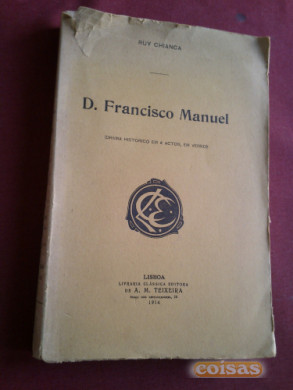 RUY CHIANCA
D. Francisco Manuel
DRAMA HISTÓRICO EM 4 ACTOS, EM VERSO
LISBOA
LIVRARIA CLÁSSICA EDITORA
DE A. M. TEIXEIRA
1914
coisas